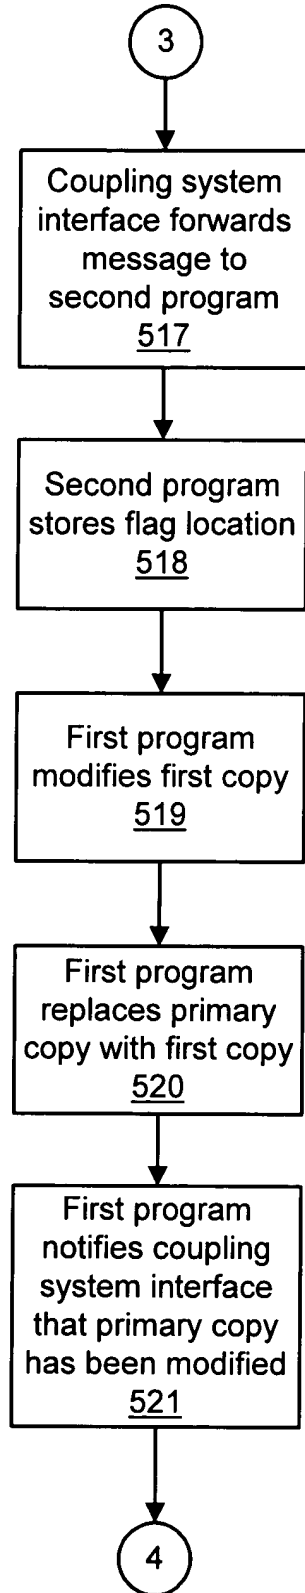 3
Coupling system
interface forwards
message to
second program
517
Second program
stores flag location
518
First program
modifies first copy
519
First program
replaces primary
copy with first copy
520
First program
notifies coupling
system interface
that primary copy
has been modified
521
4